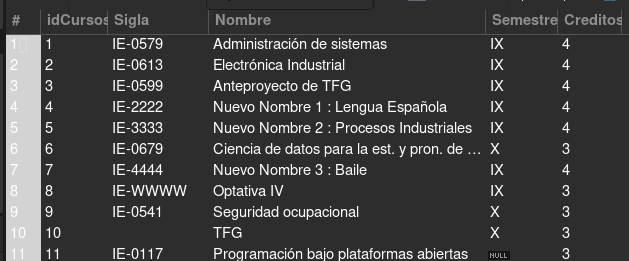 # idCursos Sigla Nombre Semestre Creditos
1 1 IE-0579 Administración de sistemas IX 4
2 2 IE-0613 Electrónica Industrial IX 4
3 3 IE-0599 Anteproyecto de TFG IX 4
4 4 IE-2222 Nuevo Nombre 1 : Lengua Española IX 4
5 5 IE-3333 Nuevo Nombre 2 : Procesos Industriales IX 4
6 6 IE-0679 Ciencia de datos para la est. y pron. de ... X 3
7 7 IE-4444 Nuevo Nombre 3 : Baile IX 4
8 8 IE-WWWW Optativa IV IX 3
9 9 IE-0541 Seguridad ocupacional X 3
10 10 TFG X 3
11 11 IE-0117 Programación bajo plataformas abiertas NULL 3